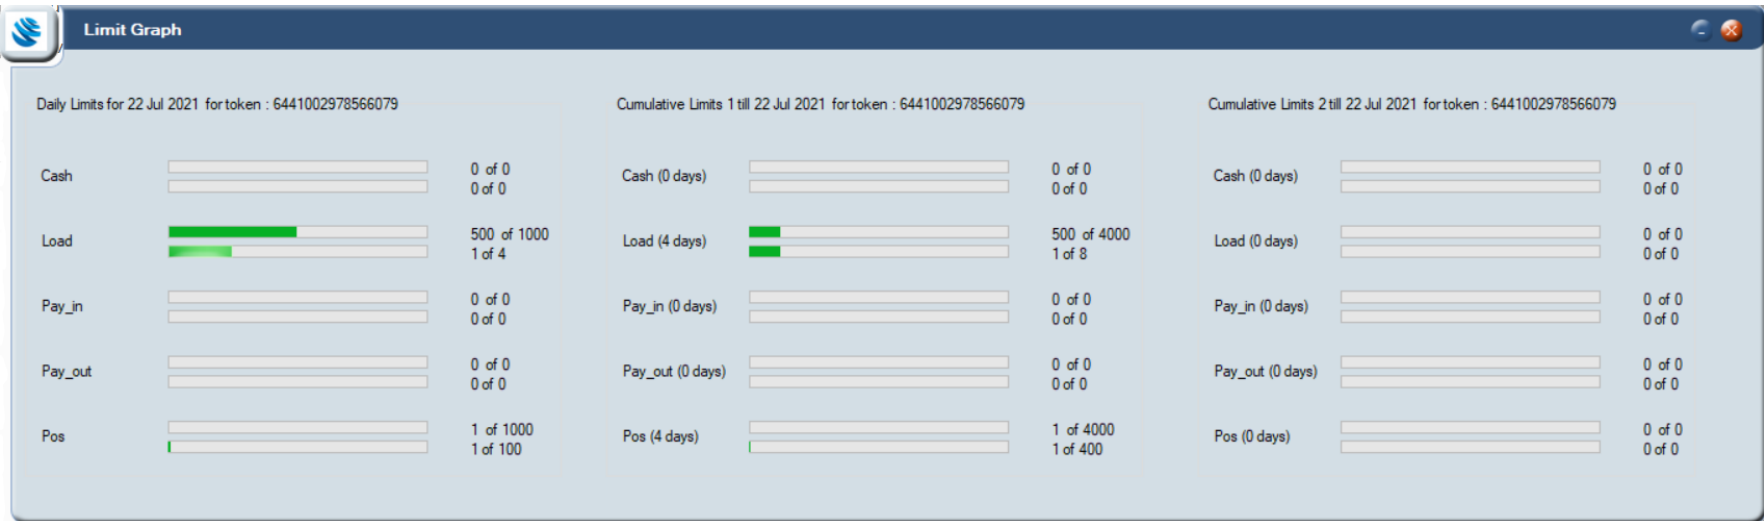 Limit Graph
Daily Limits for 22 Jul 2021 for token : 6441002978566079
Cash
0 of 0
0 of 0
Load
500 of 1000
1 of 4
Pay_in
0 of 0
0 of 0
Pay_out
0 of 0
0 of 0
Pos
1 of 1000
1 of 100
Cumulative Limits 1 till 22 Jul 2021 for token : 6441002978566079
Cash (0 days)
0 of 0
0 of 0
Load (4 days)
500 of 4000
1 of 8
Pay_in (0 days)
0 of 0
0 of 0
Pay_out (0 days)
0 of 0
0 of 0
Pos (4 days)
1 of 4000
1 of 400
Cumulative Limits 2 till 22 Jul 2021 for token : 6441002978566079
Cash (0 days)
0 of 0
0 of 0
Load (0 days)
0 of 0
0 of 0
Pay_in (0 days)
0 of 0
0 of 0
Pay_out (0 days)
0 of 0
0 of 0
Pos (0 days)
0 of 0
0 of 0